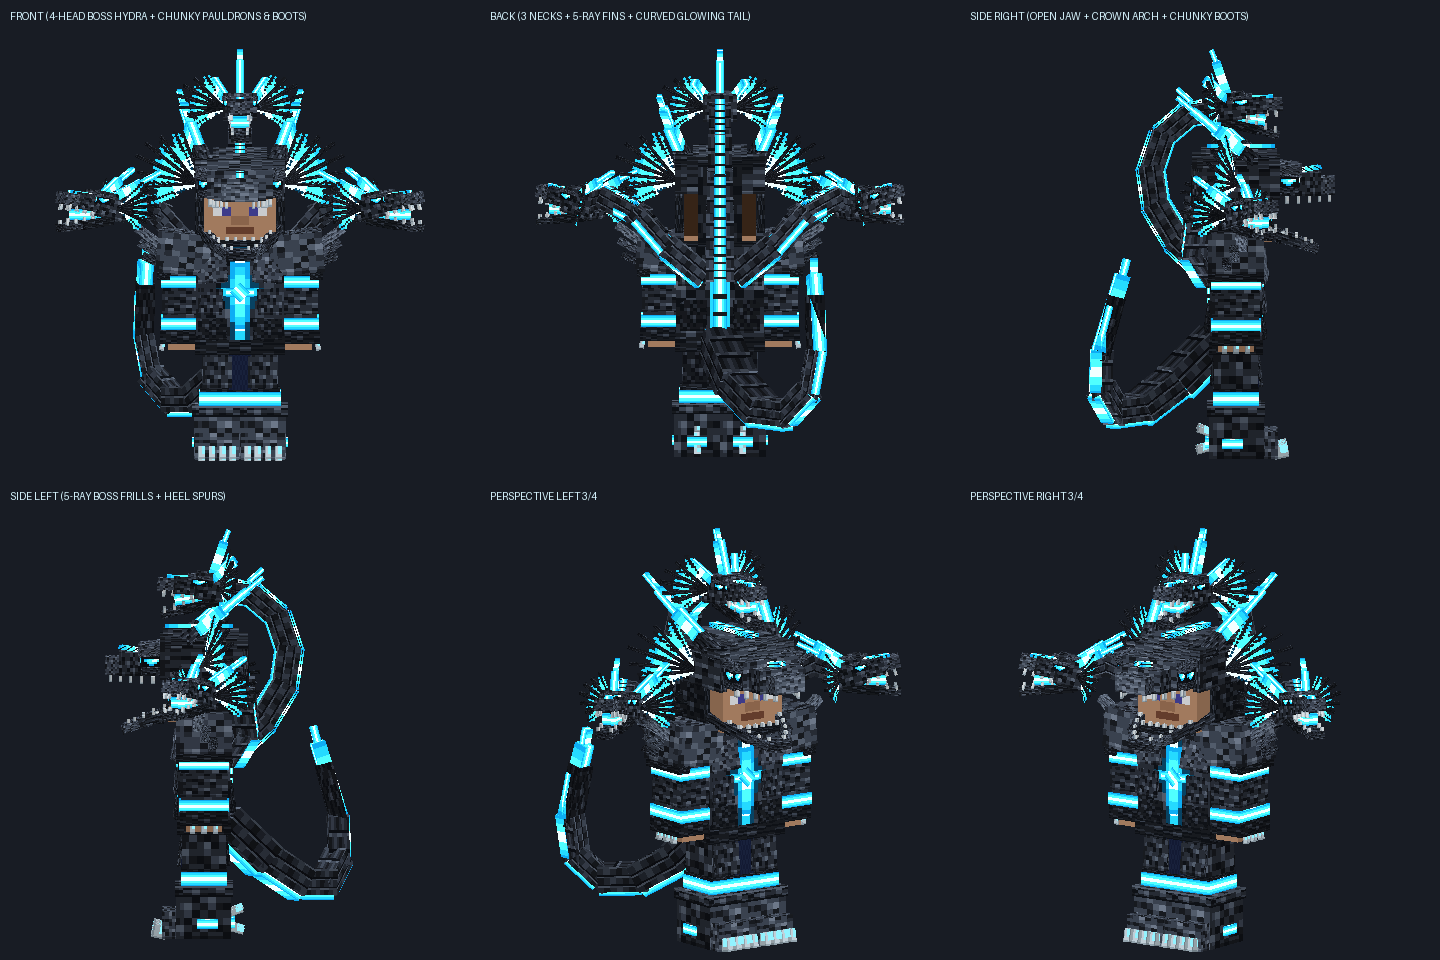 FRONT (4-HEAD BOSS HYDRA + CHUNKY PAULDRONS & BOOTS)
BACK (3 NECKS + 5-RAY FINS + CURVED GLOWING TAIL)
SIDE RIGHT (OPEN JAW + CROWN ARCH + CHUNKY BOOTS)
SIDE LEFT (5-RAY BOSS FRILLS + HEEL SPURS)
PERSPECTIVE LEFT 3/4
PERSPECTIVE RIGHT 3/4